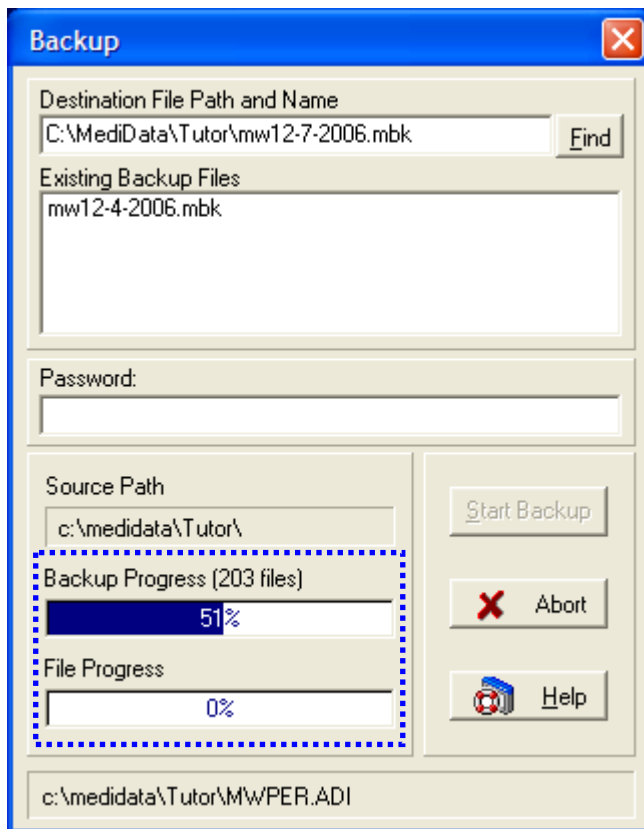 Backup
Destination File Path and Name
C:\MediData\Tutor\mw12-7-2006.mbk
Find
Existing Backup Files
mw12-4-2006.mbk
Password:
Source Path
c:\medidata\Tutor\
Backup Progress (203 files)
51%
File Progress
0%
Start Backup
Abort
Help
c:\medidata\Tutor\MWPER.ADI